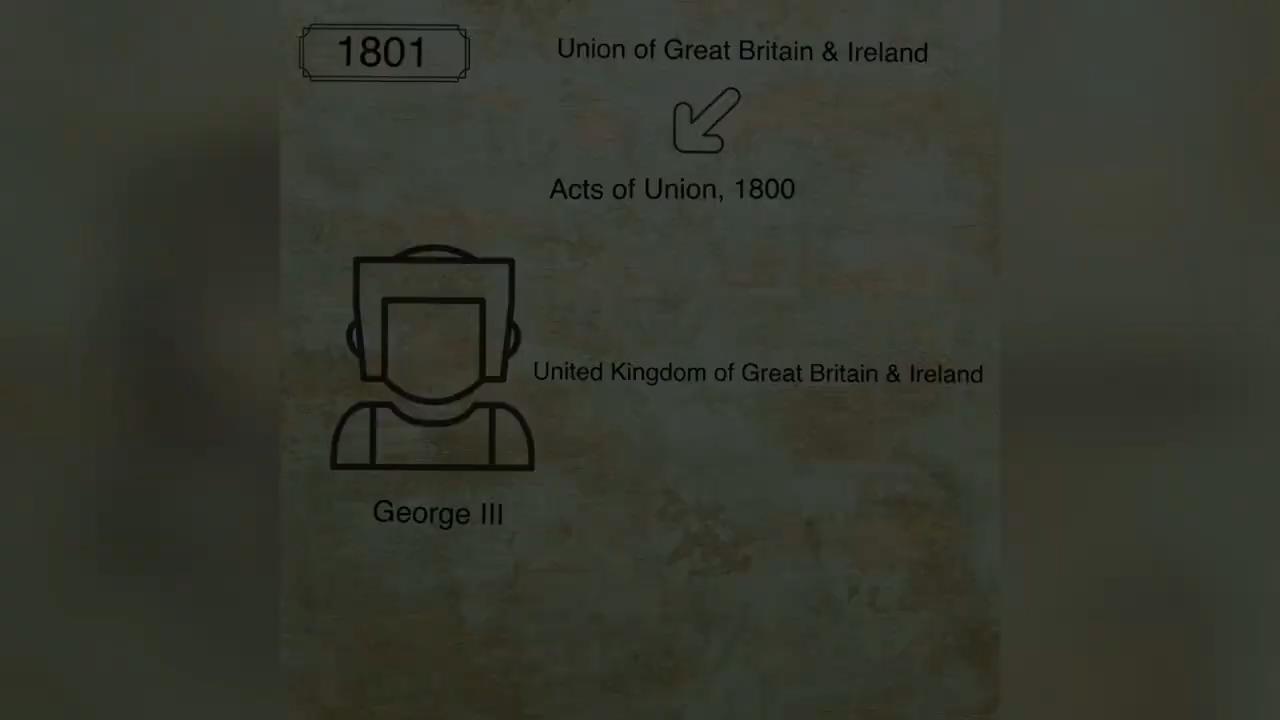 1801
Union of Great Britain & Ireland
Acts of Union, 1800
United Kingdom of Great Britain & Ireland
George III